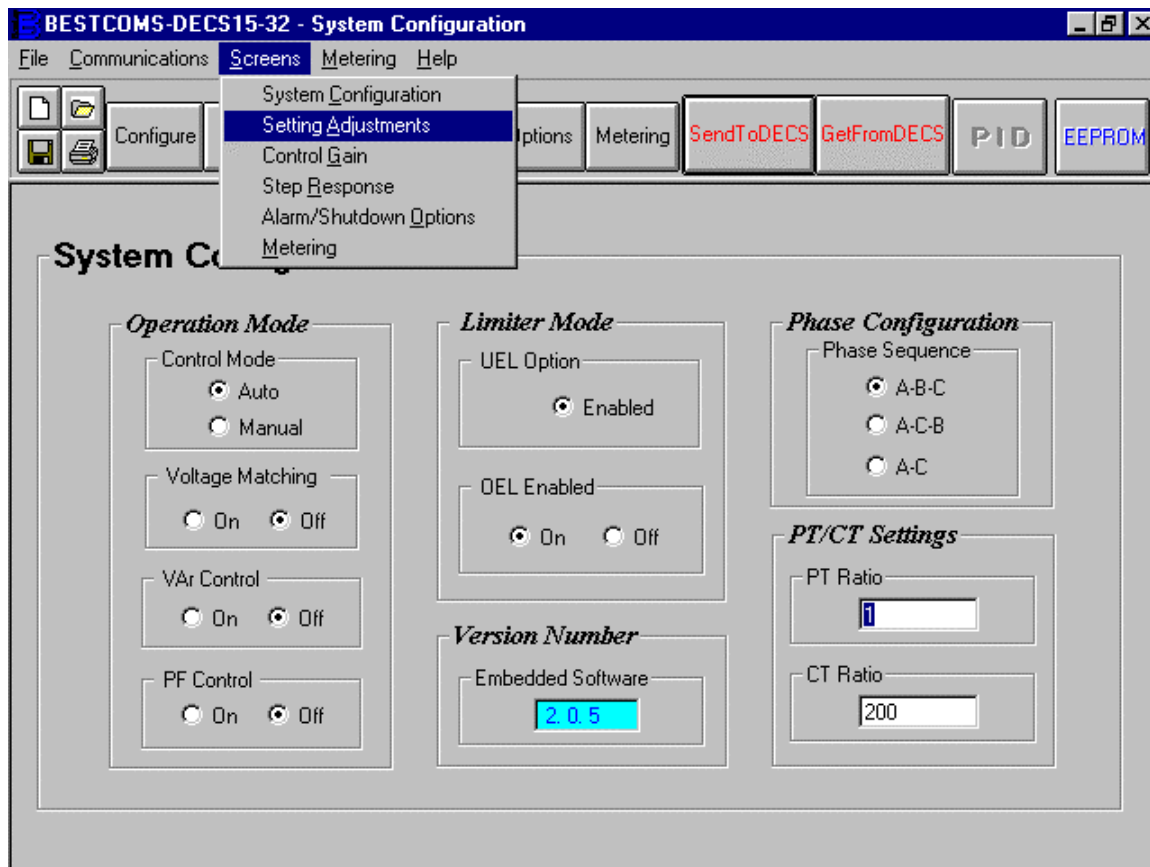 BESTCOMS-DECS15-32 - System Configuration
File Communications Screens Metering Help
System Configuration
Setting Adjustments
Control Gain
Step Response
Alarm/Shutdown Options
Metering
Configure ptions Metering SendToDECS GetFromDECS PID EEPROM
System Co
Operation Mode
Control Mode
Auto
Manual
Voltage Matching
On Off
VAr Control
On Off
PF Control
On Off
Limiter Mode
UEL Option
Enabled
OEL Enabled
On Off
Version Number
Embedded Software
2. 0. 5
Phase Configuration
Phase Sequence
A-B-C
A-C-B
A-C
PT/CT Settings
PT Ratio
1
CT Ratio
200